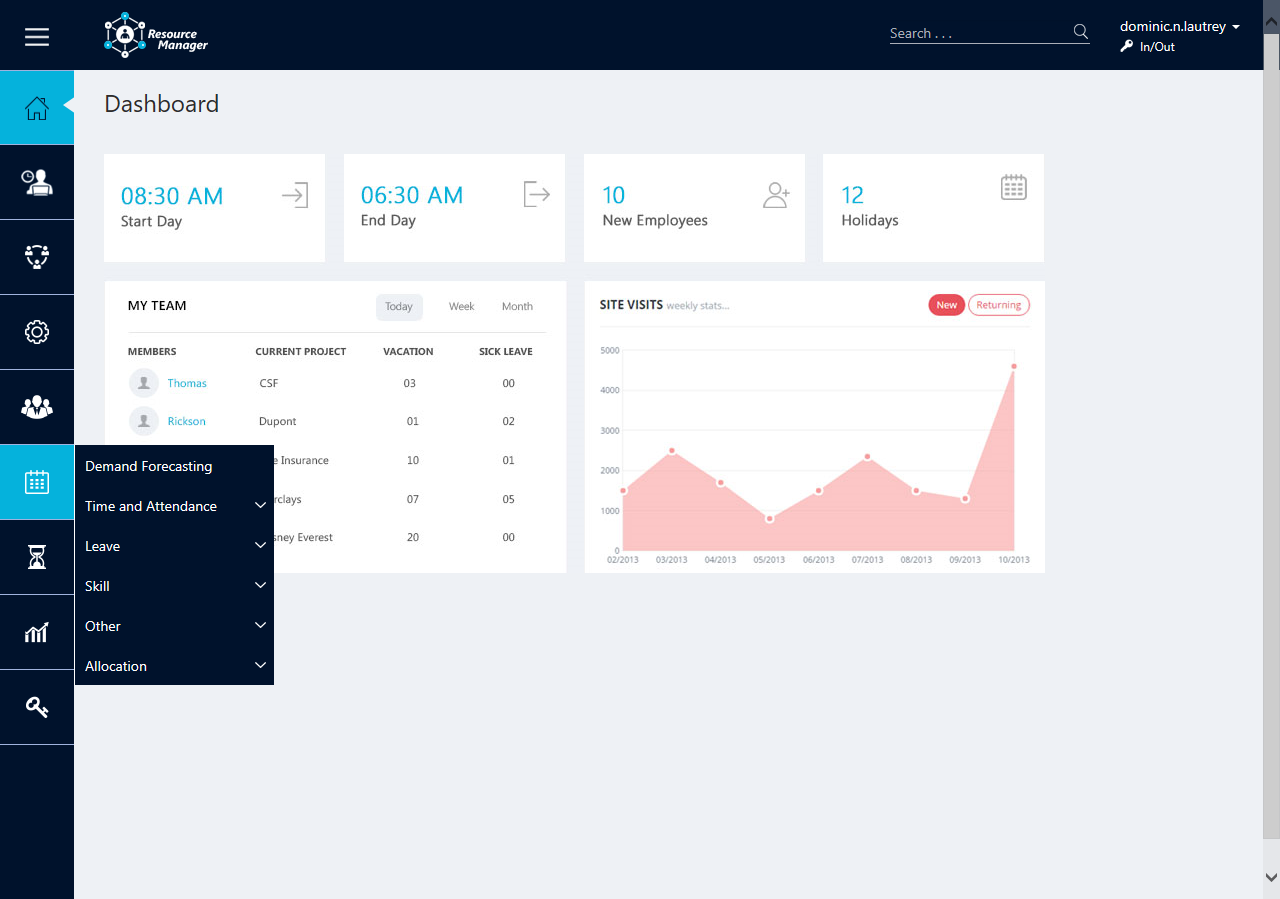 Resource
Manager
Search . . .
dominic.n.lautrey
In/Out
Dashboard
08:30 AM
Start Day
06:30 AM
End Day
10
New Employees
12
Holidays
MY TEAM
Today Week Month
MEMBERS CURRENT PROJECT VACATION SICK LEAVE
Thomas CSF 03 00
Rickson Dupont 01 02
e Insurance 10 01
rclays 07 05
sney Everest 20 00
Demand Forecasting
Time and Attendance
Leave
Skill
Other
Allocation
SITE VISITS weekly stats...
New Returning
5000
4000
3000
2000
1000
0
02/2013 03/2013 04/2013 05/2013 06/2013 07/2013 08/2013 09/2013 10/2013